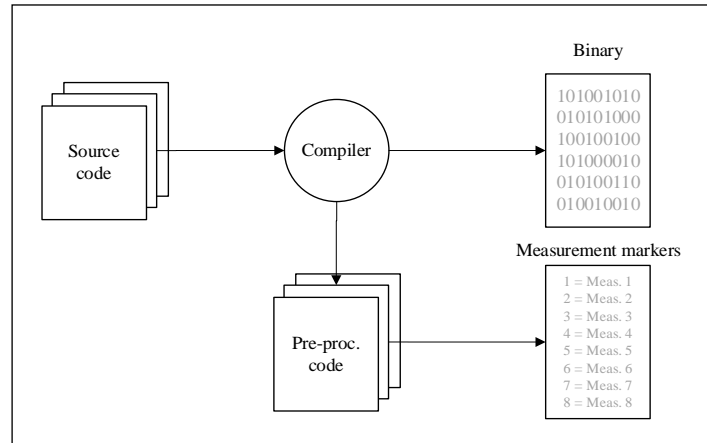 Binary
101001010
010101000
100100100
101000010
010100110
010010010
Source
code
Compiler
Measurement markers
1 = Meas. 1
2 = Meas. 2
3 = Meas. 3
4 = Meas. 4
5 = Meas. 5
6 = Meas. 6
7 = Meas. 7
8 = Meas. 8
Pre-proc.
code